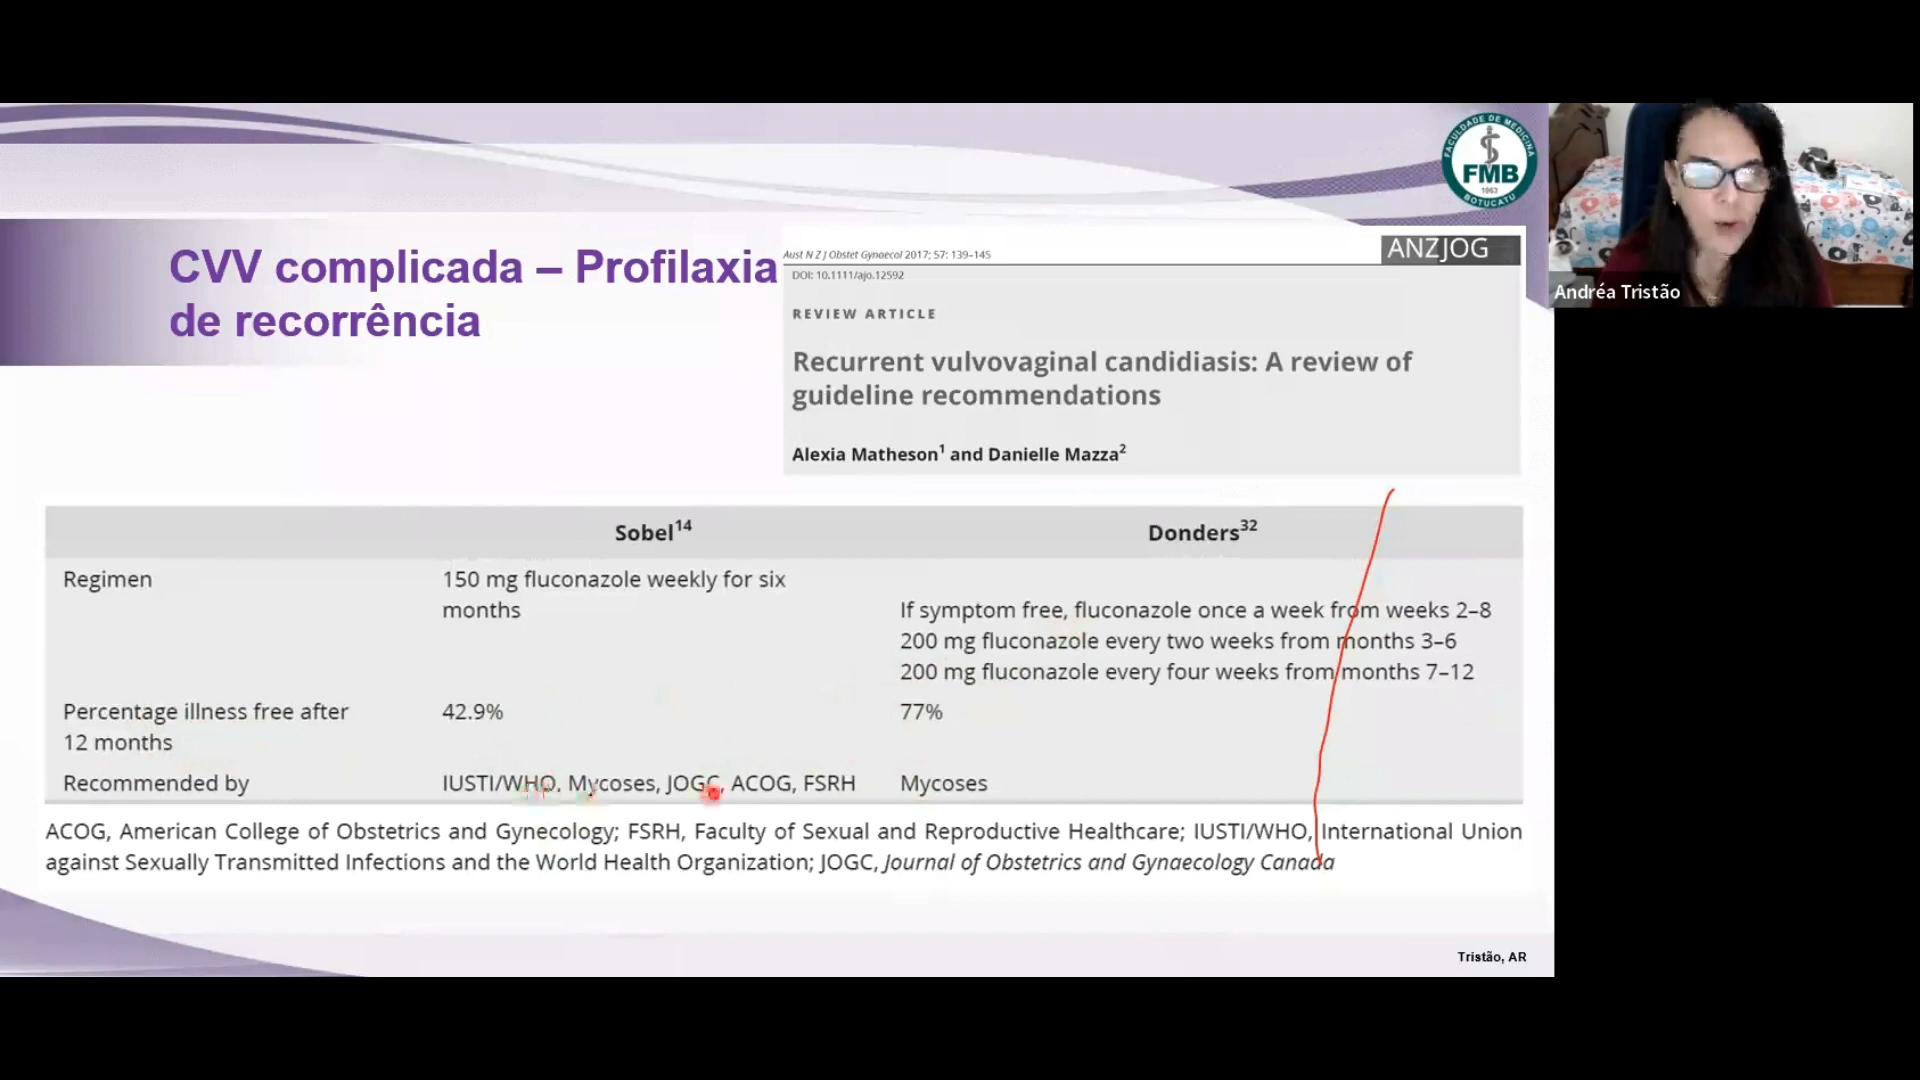 FACULDADE DE MEDICINA
FMB
1963
BOTUCATU
Andréa Tristão
CVV complicada – Profilaxia
de recorrência
Aust N Z J Obstet Gynaecol 2017; 57: 139–145
ANZJOG
DOI: 10.1111/ajo.12592
REVIEW ARTICLE
Recurrent vulvovaginal candidiasis: A review of
guideline recommendations
Alexia Matheson1 and Danielle Mazza2
Sobel14 Donders32
Regimen 150 mg fluconazole weekly for six
months If symptom free, fluconazole once a week from weeks 2–8
200 mg fluconazole every two weeks from months 3–6
200 mg fluconazole every four weeks from months 7–12
Percentage illness free after 42.9% 77%
12 months
Recommended by IUSTI/WHO, Mycoses, JOGC, ACOG, FSRH Mycoses
ACOG, American College of Obstetrics and Gynecology; FSRH, Faculty of Sexual and Reproductive Healthcare; IUSTI/WHO, International Union
against Sexually Transmitted Infections and the World Health Organization; JOGC, Journal of Obstetrics and Gynaecology Canada
Tristão, AR